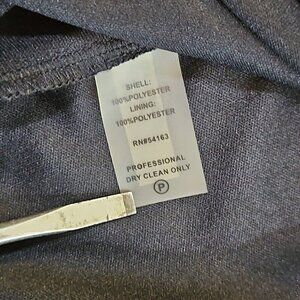 SHELL:
100%POLYESTER
LINING:
100%POLYESTER
RN#54163
PROFESSIONAL
DRY CLEAN ONLY
P